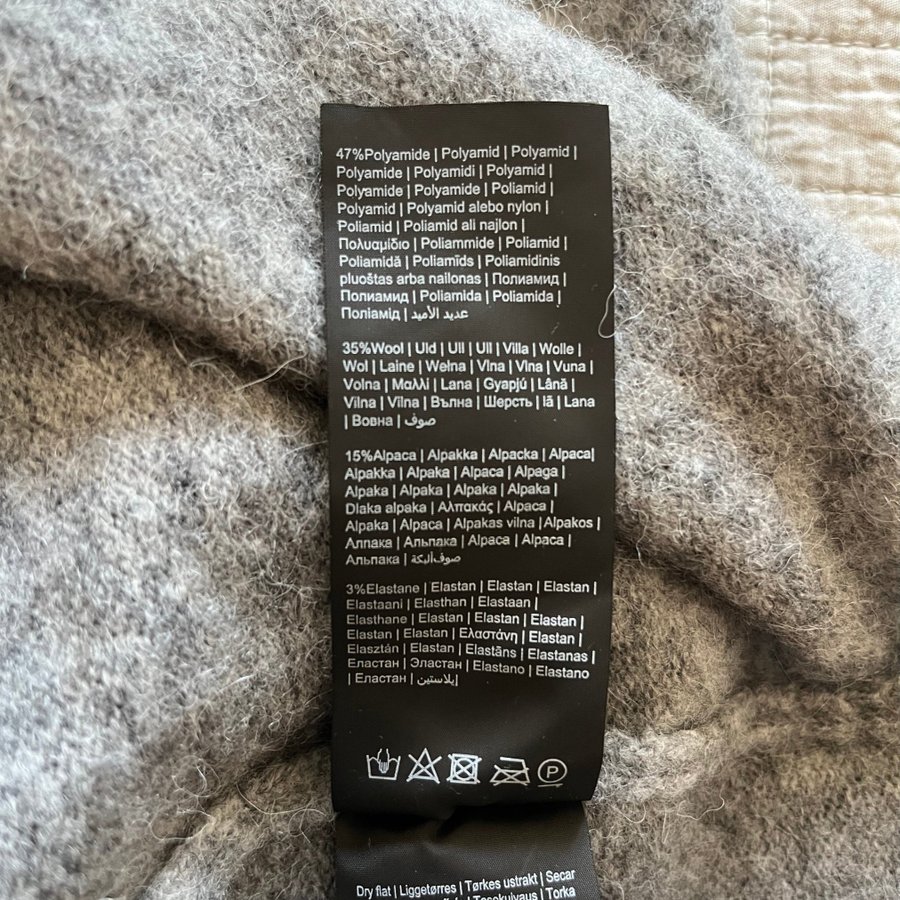 47%Polyamide | Polyamid | Polyamid |
Polyamide | Polyamidi | Polyamid |
Polyamide | Polyamide | Poliamid |
Polyamid | Polyamid alebo nylon |
Poliamid | Poliamid ali najlon |
Πολυαμίδιο | Poliammide | Poliamid |
Poliamidă | Poliamīds | Poliamidinis
pluoštas arba nailonas | Полиамид |
Полиамид | Poliamida | Poliamida |
Поліамід | عديد الأميد
35%Wool | Uld | Ull | Ull | Villa | Wolle |
Wol | Laine | Wełna | Vlna | Vlna | Vuna |
Volna | Μαλλί | Lana | Gyapjú | Lână |
Vilna | Vilna | Вълна | Шерсть | lã | Lana
| Вовна | صوف
15%Alpaca | Alpakka | Alpacka | Alpaca|
Alpakka | Alpaka | Alpaca | Alpaga |
Alpaka | Alpaka | Alpaka | Alpaka |
Dlaka alpaka | Αλπακάς | Alpaca |
Alpaka | Alpaca | Alpakas vilna |Alpakos |
Алпака | Альпака | Alpaca | Alpaca |
Альпака | صوف ألبكة
3%Elastane | Elastan | Elastan | Elastan |
Elastaani | Elasthan | Elastaan |
Elasthane | Elastan | Elastan | Elastan |
Elastan | Elastan | Ελαστάνη | Elastan |
Elasztán | Elastan | Elastāns | Elastanas |
Еластан | Эластан | Elastano | Elastano
| Еластан | إيلاستين
P
Dry flat | Liggetørres | Tørkes utstrakt | Secar
Torka